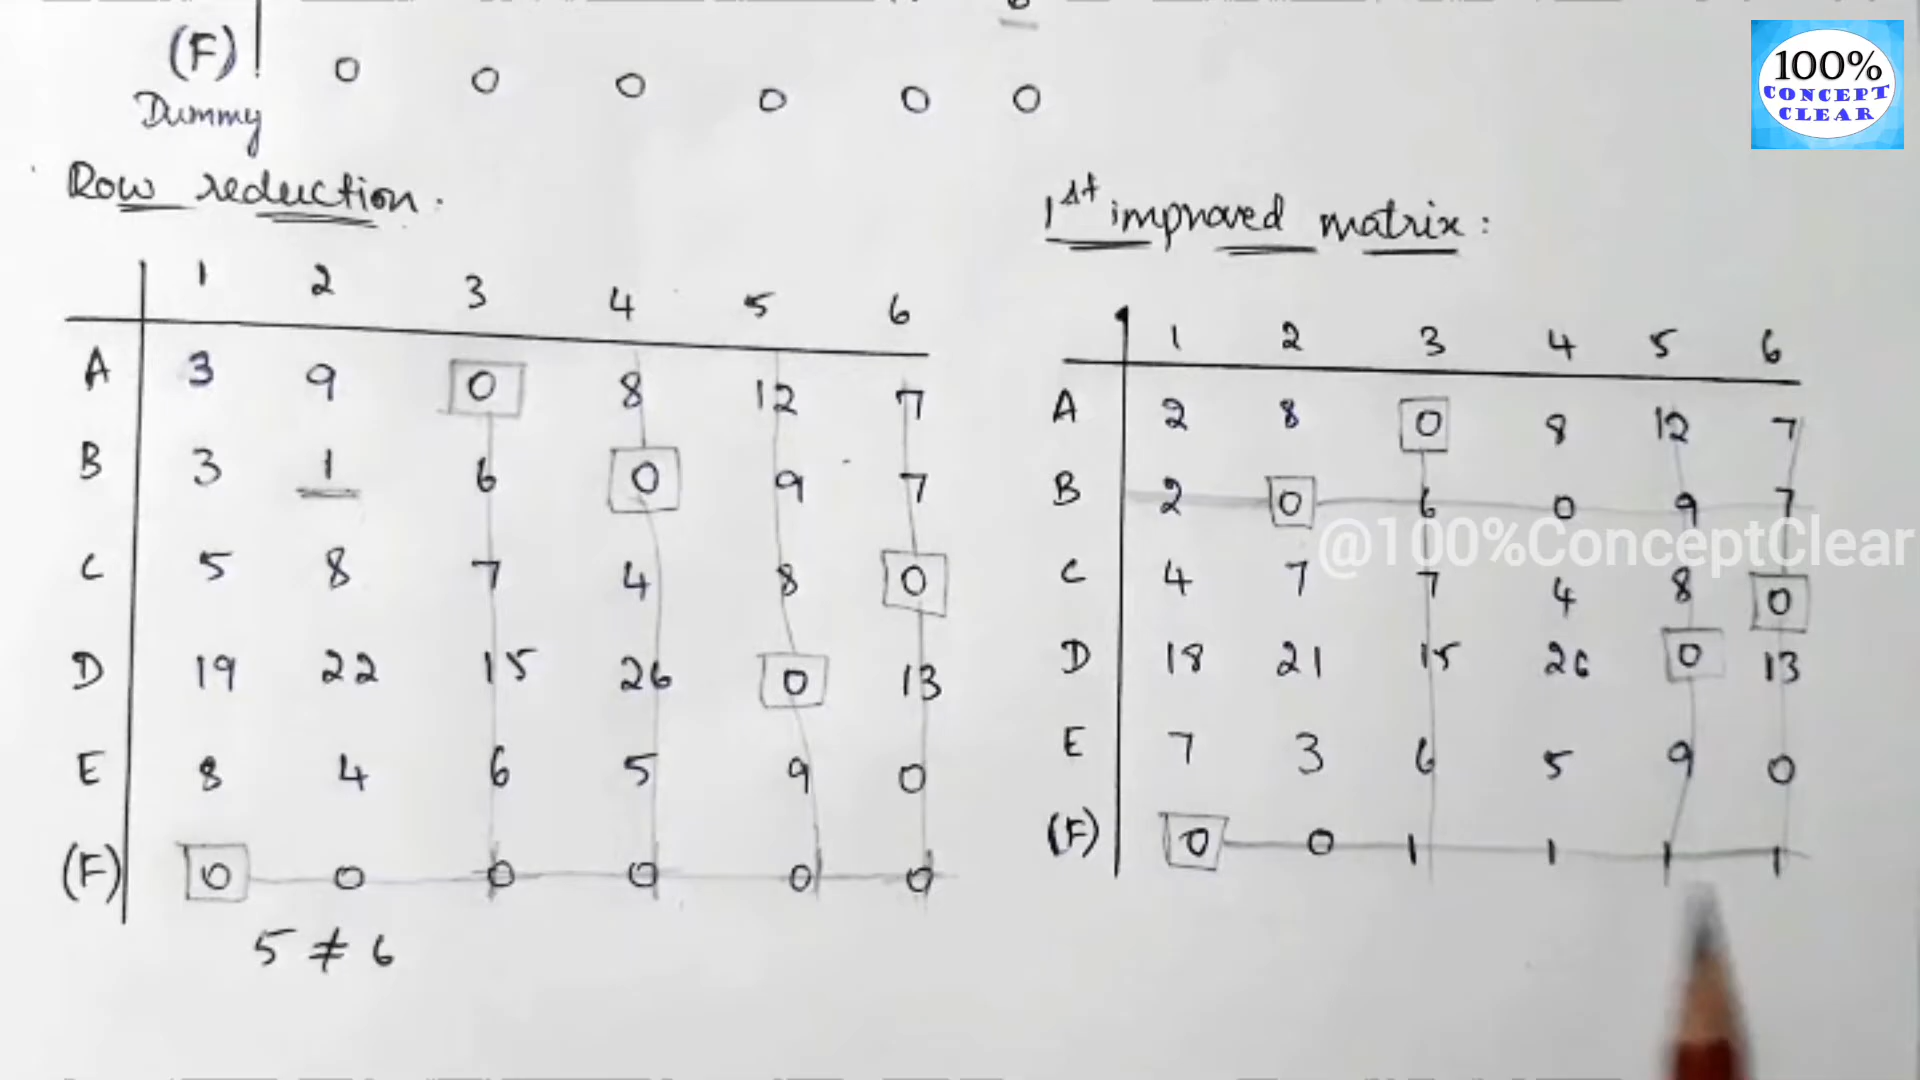 (F) 0 0 0 0 0 0
Dummy
Row reduction.
1 2 3 4 5 6
A 3 9 0 8 12 7
B 3 1 6 0 9 7
C 5 8 7 4 8 0
D 19 22 15 26 0 13
E 8 4 6 5 9 0
(F) 0 0 0 0 0 0
5 ≠ 6
1st improved matrix:
1 2 3 4 5 6
A 2 8 0 8 12 7
B 2 0 6 0 9 7
C 4 7 7 4 8 0
D 18 21 15 26 0 13
E 7 3 6 5 9 0
(F) 0 0 1 1 1 1
100%
CONCEPT
CLEAR
@100%ConceptClear